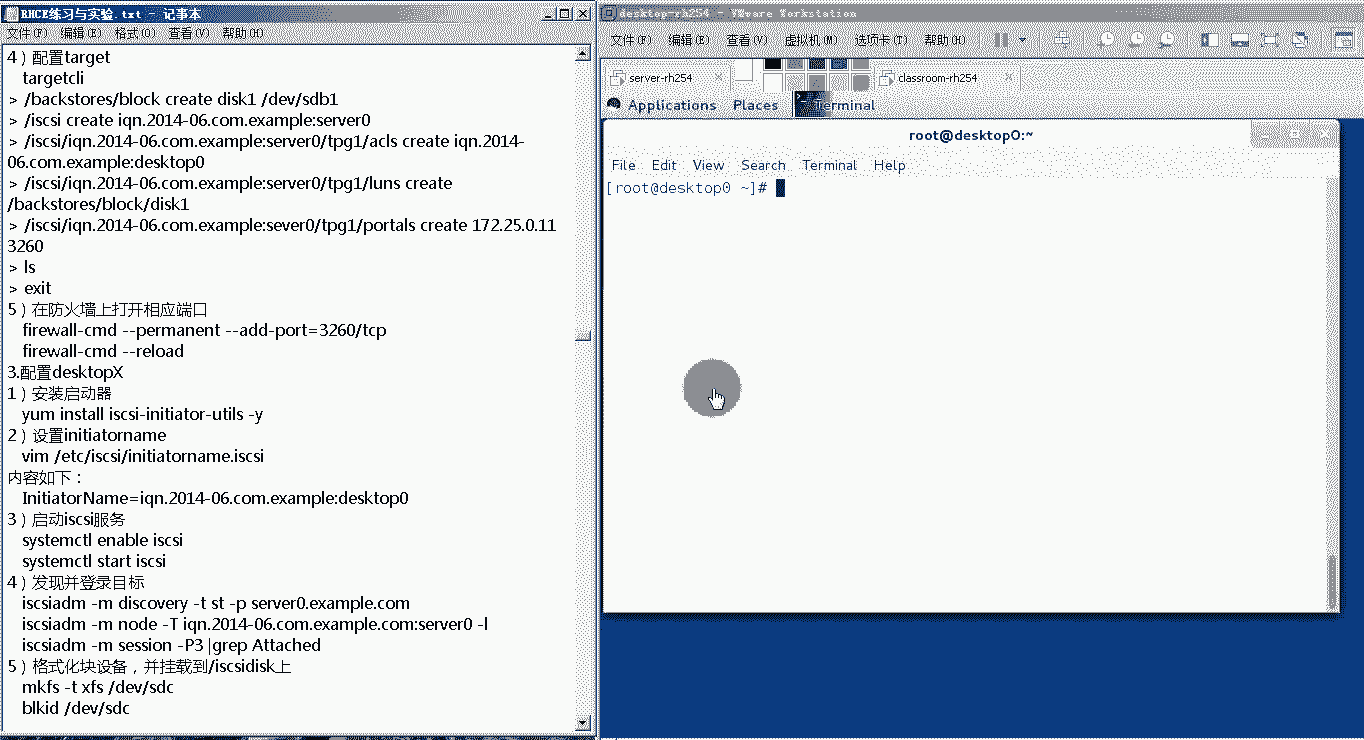 RHCE练习与实验.txt - 记事本
文件(F) 编辑(E) 格式(O) 查看(V) 帮助(H)
4）配置target
targetcli
> /backstores/block create disk1 /dev/sdb1
> /iscsi create iqn.2014-06.com.example:server0
> /iscsi/iqn.2014-06.com.example:server0/tpg1/acls create iqn.2014-
06.com.example:desktop0
> /iscsi/iqn.2014-06.com.example:server0/tpg1/luns create
/backstores/block/disk1
> /iscsi/iqn.2014-06.com.example:sever0/tpg1/portals create 172.25.0.11
3260
> ls
> exit
5）在防火墙上打开相应端口
firewall-cmd --permanent --add-port=3260/tcp
firewall-cmd --reload
3.配置desktopX
1）安装启动器
yum install iscsi-initiator-utils -y
2）设置initiatorname
vim /etc/iscsi/initiatorname.iscsi
内容如下：
InitiatorName=iqn.2014-06.com.example:desktop0
3）启动iscsi服务
systemctl enable iscsi
systemctl start iscsi
4）发现并登录目标
iscsiadm -m discovery -t st -p server0.example.com
iscsiadm -m node -T iqn.2014-06.com.example.com:server0 -l
iscsiadm -m session -P3 |grep Attached
5）格式化块设备，并挂载到/iscsidisk上
mkfs -t xfs /dev/sdc
blkid /dev/sdc
desktop-rh254 - VMware Workstation
文件(F) 编辑(E) 查看(V) 虚拟机(M) 选项卡(T) 帮助(H)
server-rh254 classroom-rh254
Applications Places Terminal
root@desktop0:~
File Edit View Search Terminal Help
[root@desktop0 ~]#